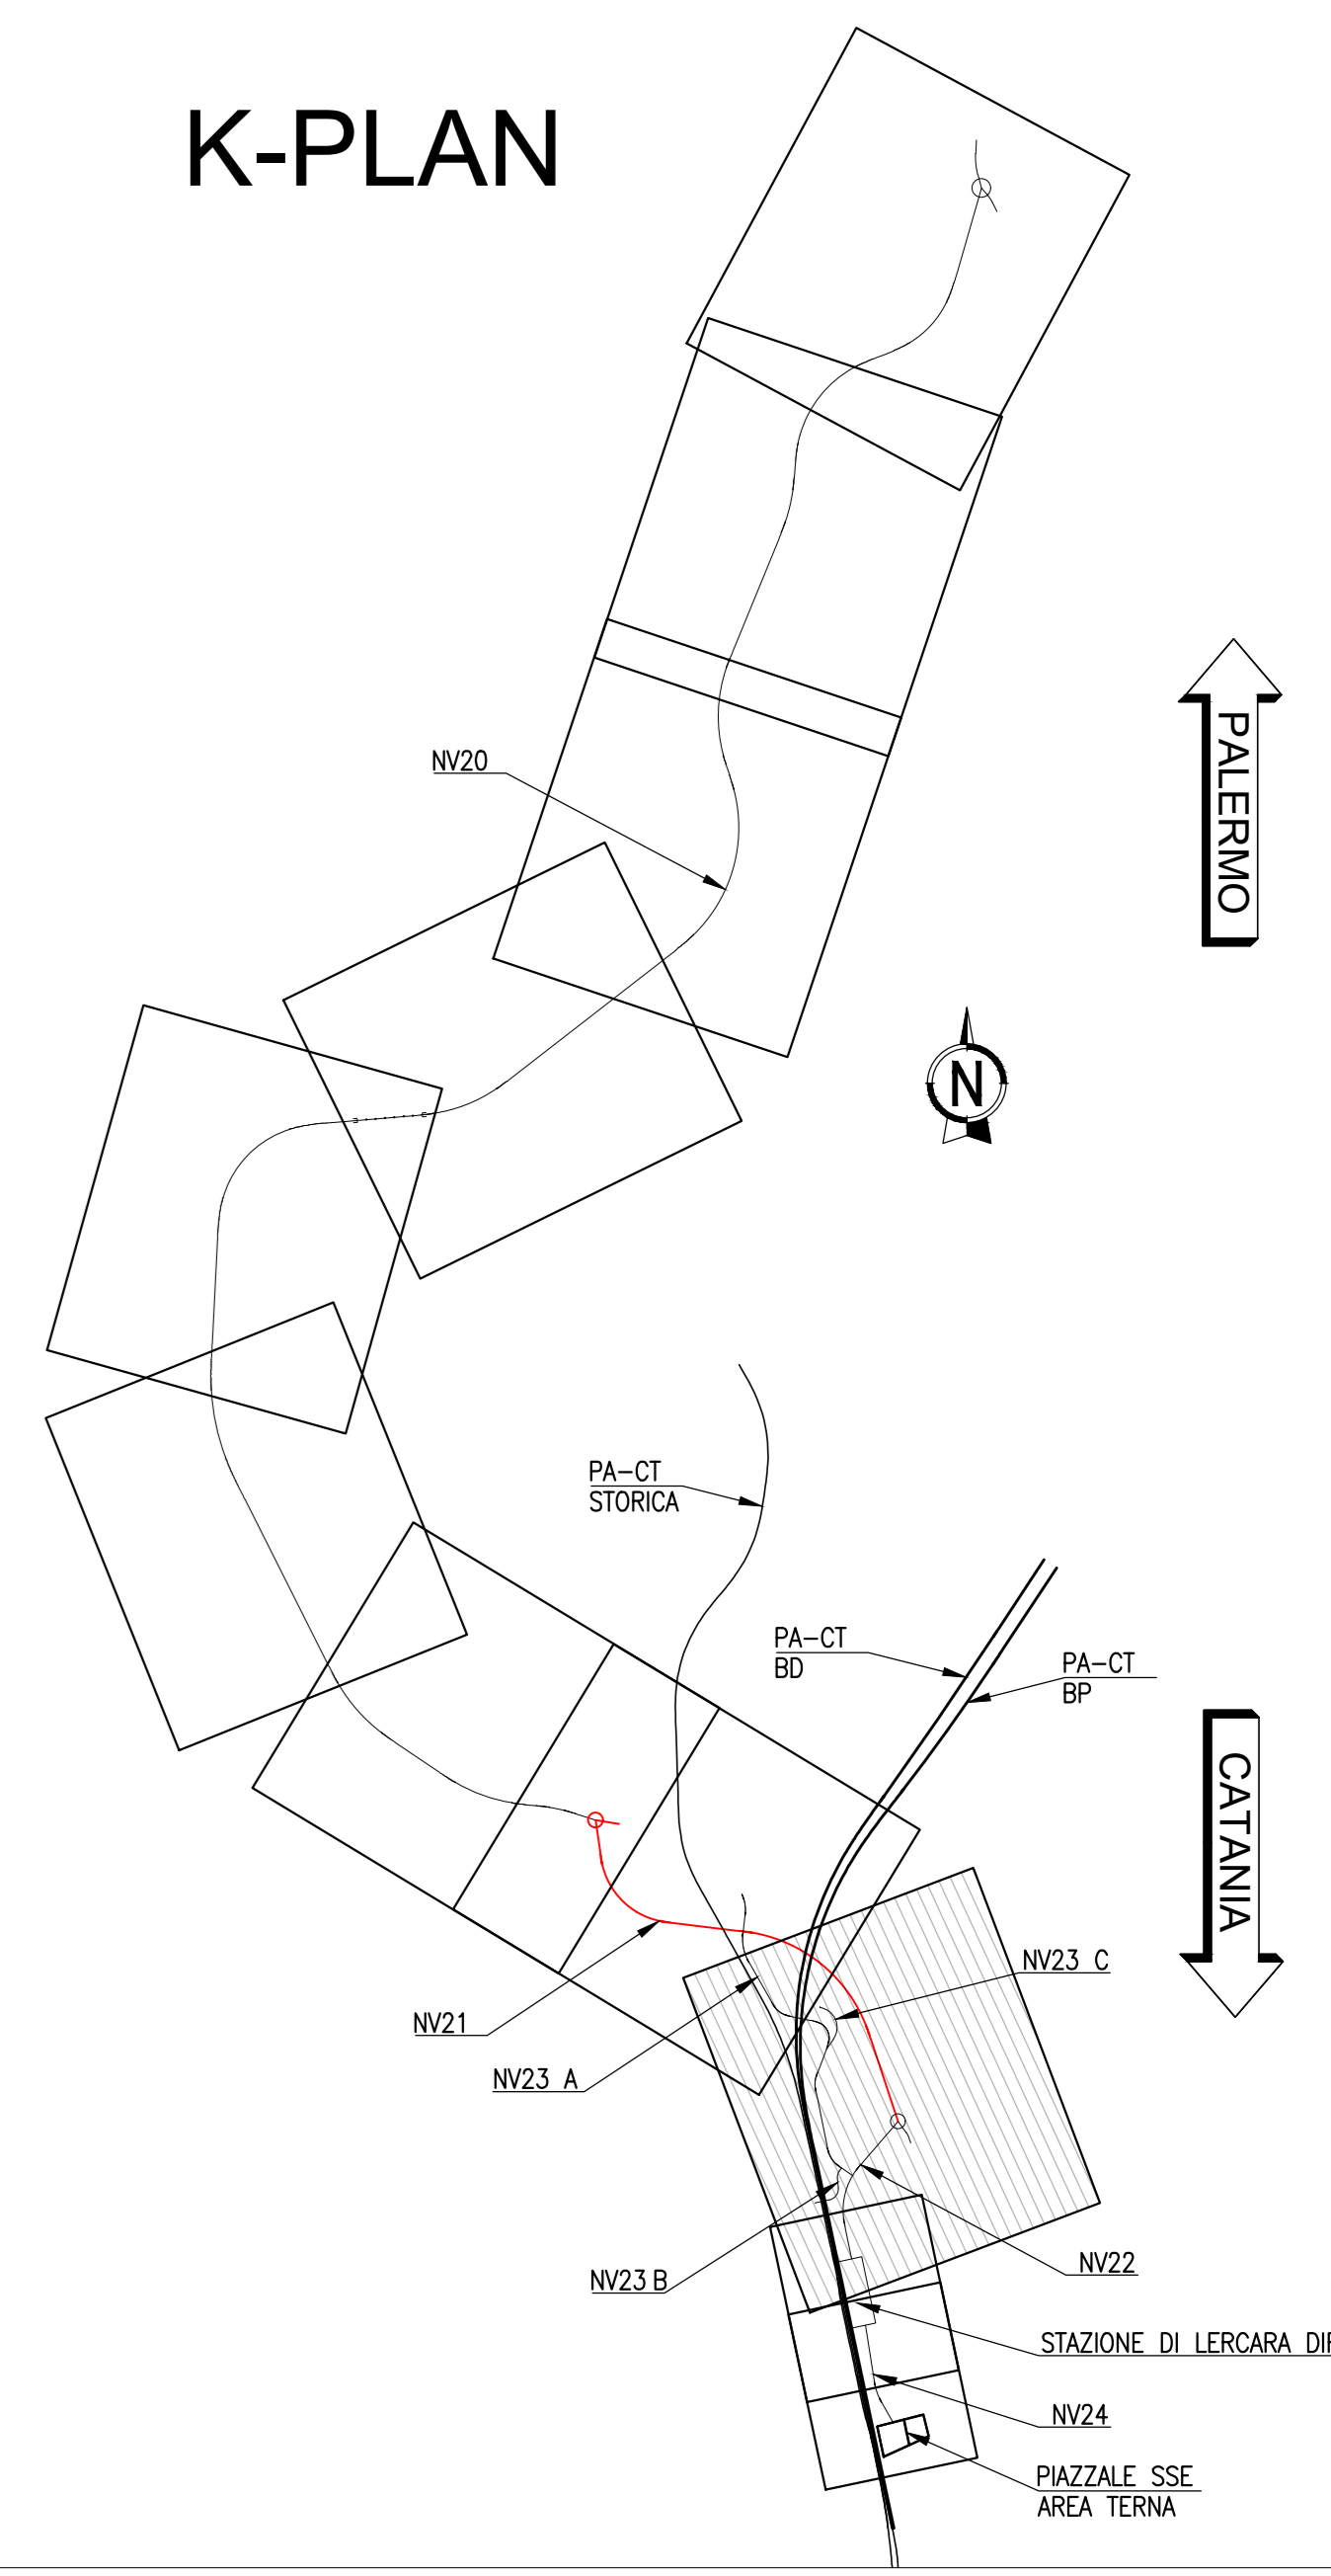 K-PLAN
PALERMO
NV20
N
PA-CT
STORICA
PA-CT
BD
PA-CT
BP
CATANIA
NV23 C
NV21
NV23 A
NV22
NV23 B
STAZIONE DI LERCARA
NV24
PIAZZALE SSE
AREA TERNA